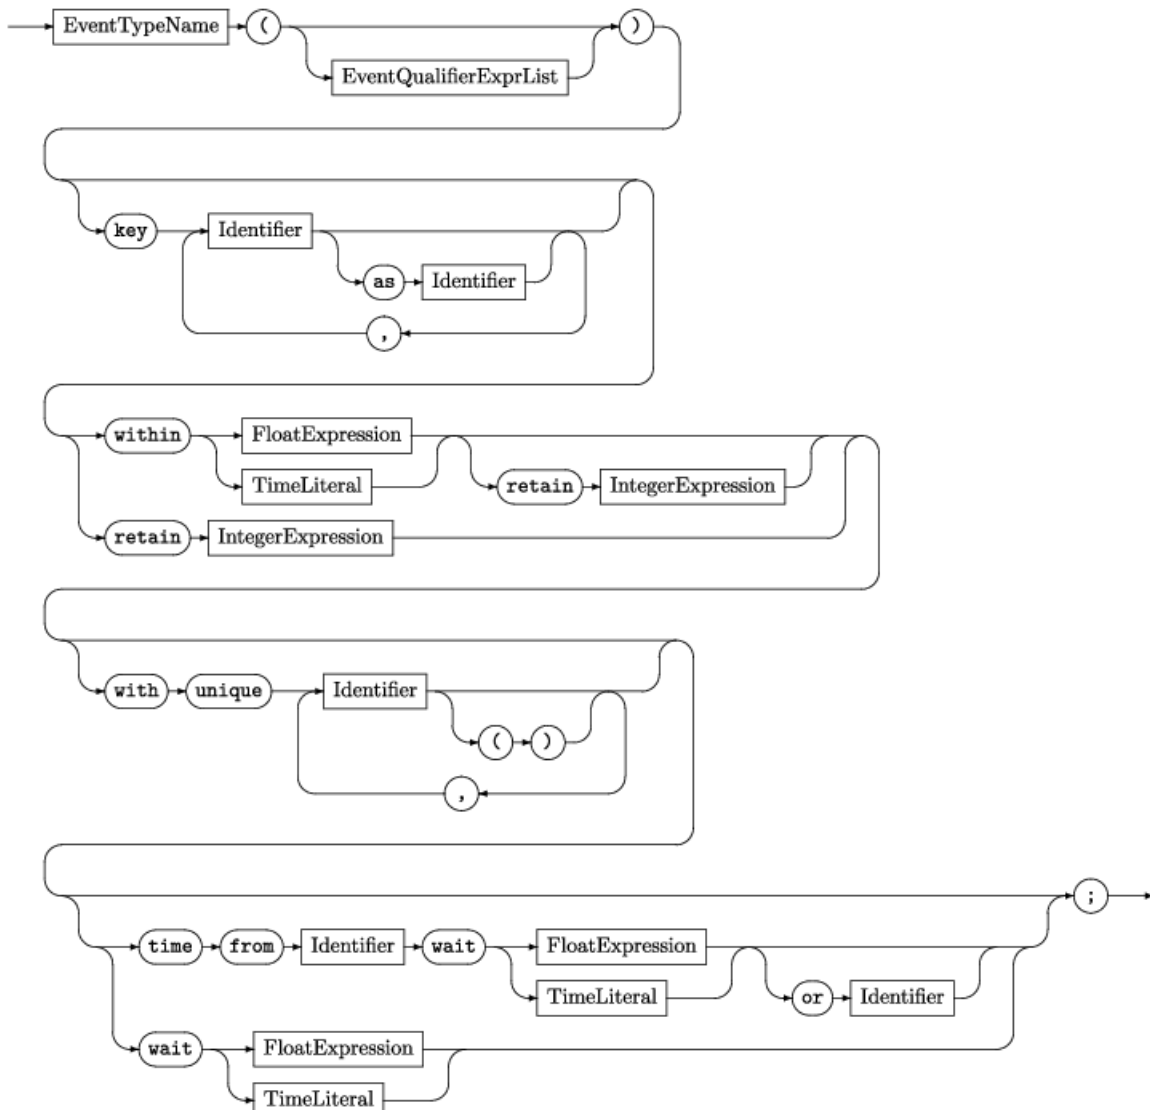 EventTypeName ( )
EventQualifierExprList
key Identifier
as Identifier
,
within FloatExpression
TimeLiteral retain IntegerExpression
retain IntegerExpression
with unique Identifier
( )
,
;
time from Identifier wait FloatExpression
TimeLiteral or Identifier
wait FloatExpression
TimeLiteral